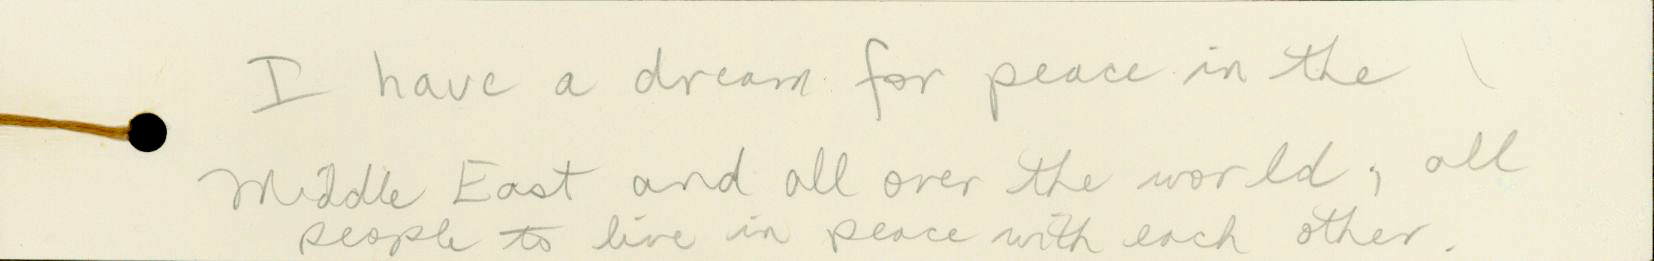 I have a dream for peace in the
Middle East and all over the world, all
people to live in peace with each other.